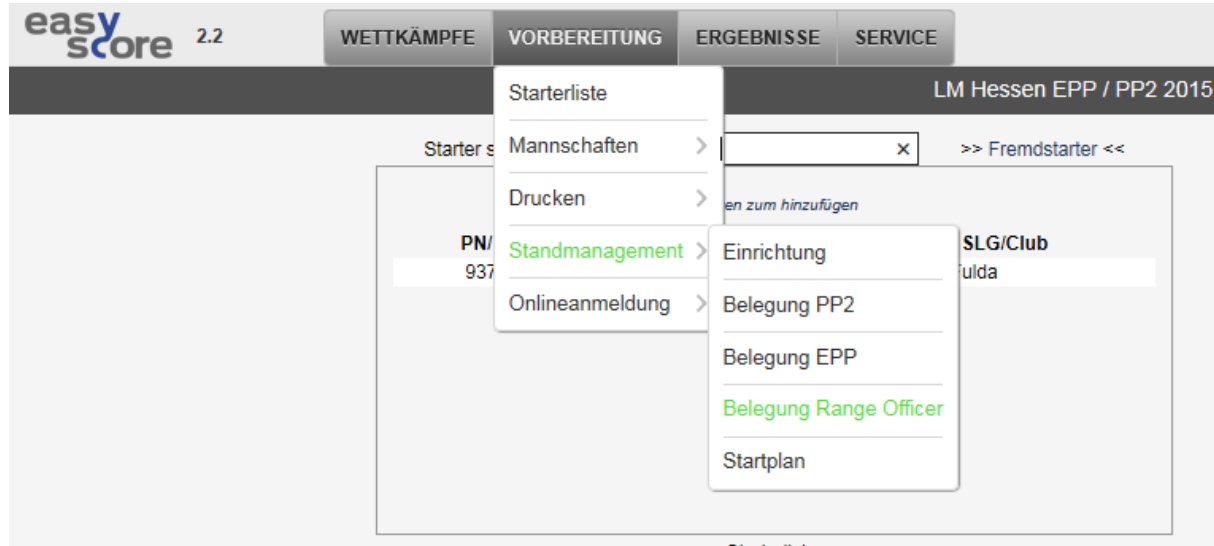 easy
score 2.2
WETTKÄMPFE VORBEREITUNG ERGEBNISSE SERVICE
LM Hessen EPP / PP2 2015
Starterliste
Starter s
Mannschaften
× >> Fremdstarter <<
Drucken
en zum hinzufügen
PN/
Standmanagement
SLG/Club
937
Einrichtung
ulda
Onlineanmeldung
Belegung PP2
Belegung EPP
Belegung Range Officer
Startplan